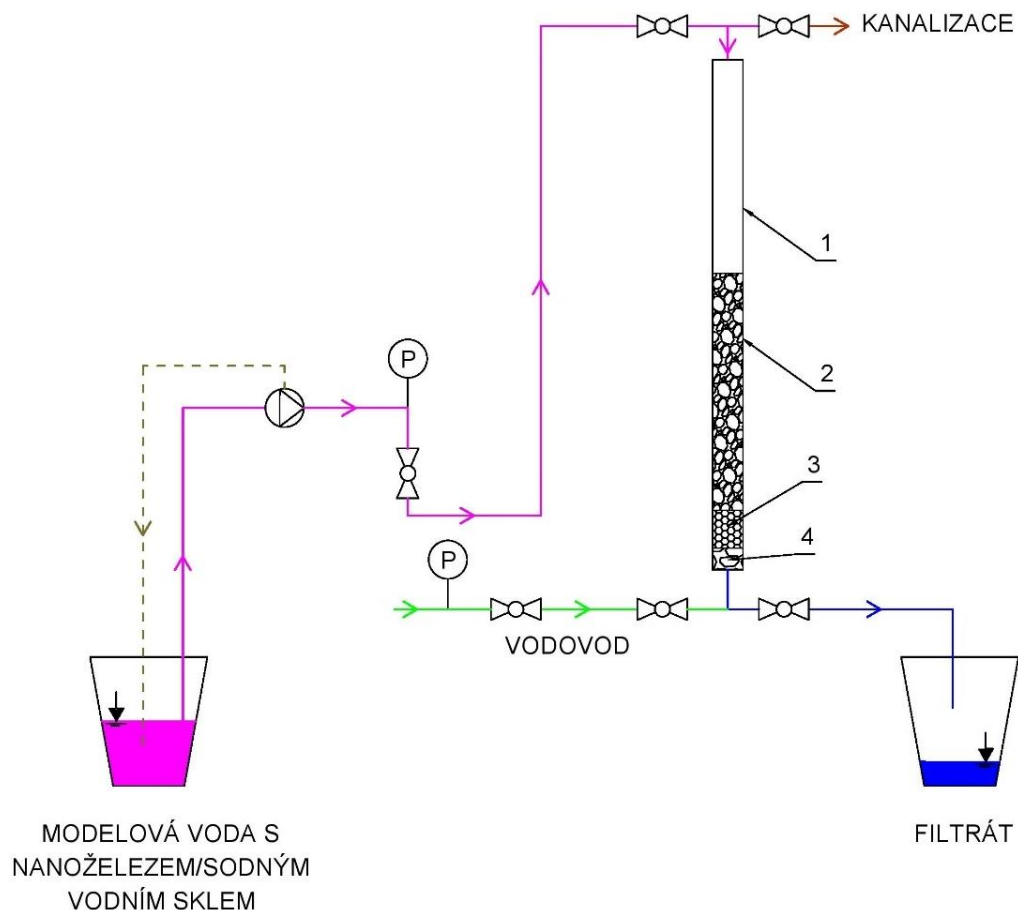 KANALIZACE
1
P
2
3
4
P
VODOVOD
MODELOVÁ VODA S
NANOŽELEZEM/SODNÝM
VODNÍM SKLEM
FILTRÁT